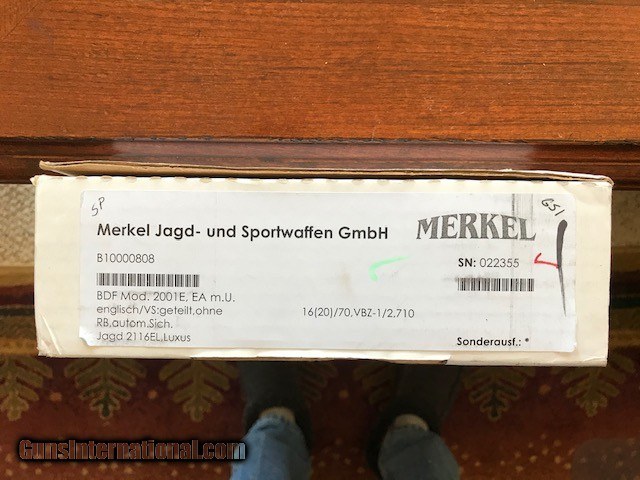 SP
GSI
Merkel Jagd- und Sportwaffen GmbH
MERKEL
B10000808
SN: 022355
BDF Mod. 2001E, EA m.U.
englisch/VS:geteilt,ohne
RB,autom.Sich.
Jagd 2116EL,Luxus
16(20)/70,VBZ-1/2,710
Sonderausf.: *
GunsInternational.com